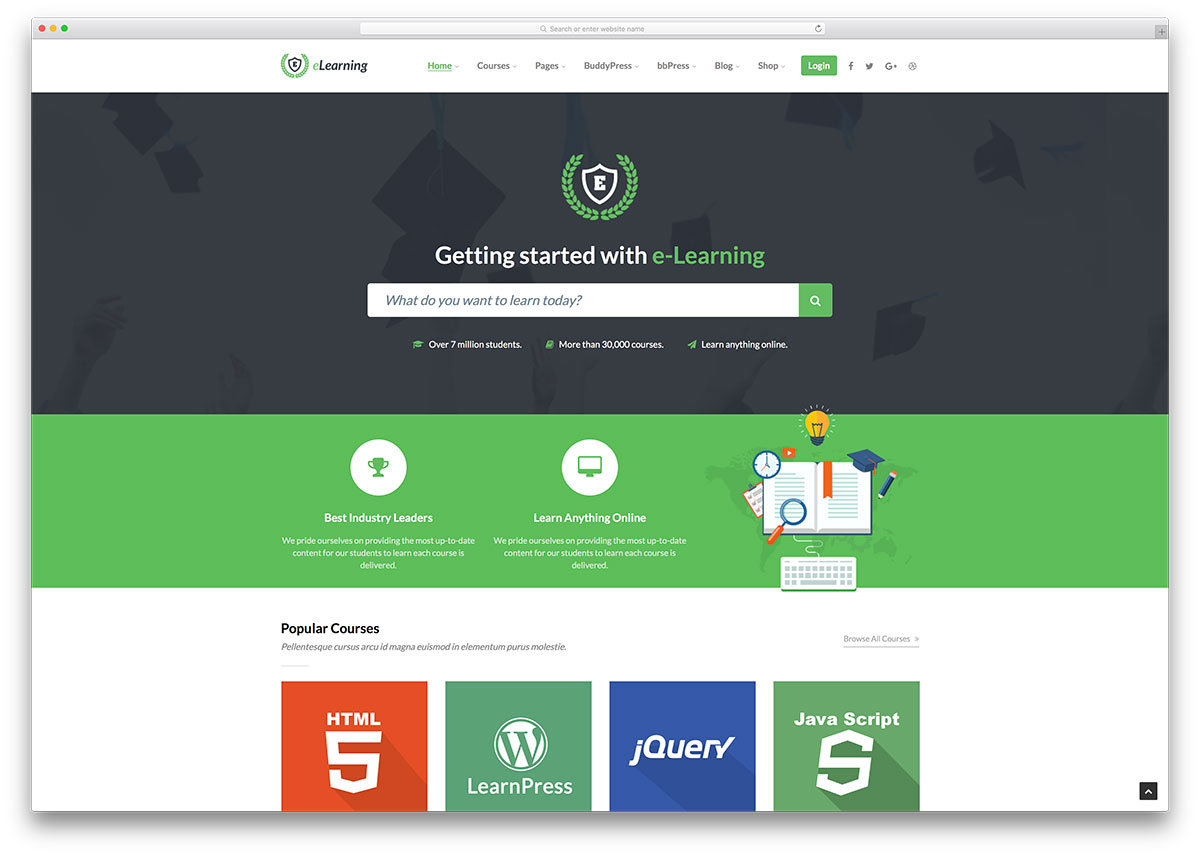 Search or enter website name
E eLearning
Home Courses Pages BuddyPress bbPress Blog Shop Login G+
E
Getting started with e-Learning
What do you want to learn today?
Over 7 million students. More than 30,000 courses. Learn anything online.
Best Industry Leaders
We pride ourselves on providing the most up-to-date
content for our students to learn each course is
delivered.
Learn Anything Online
We pride ourselves on providing the most up-to-date
content for our students to learn each course is
delivered.
Popular Courses
Pellentesque cursus arcu id magna euismod in elementum purus molestie.
Browse All Courses »
HTML
5
W
LearnPress
jQuery
Java Script
S